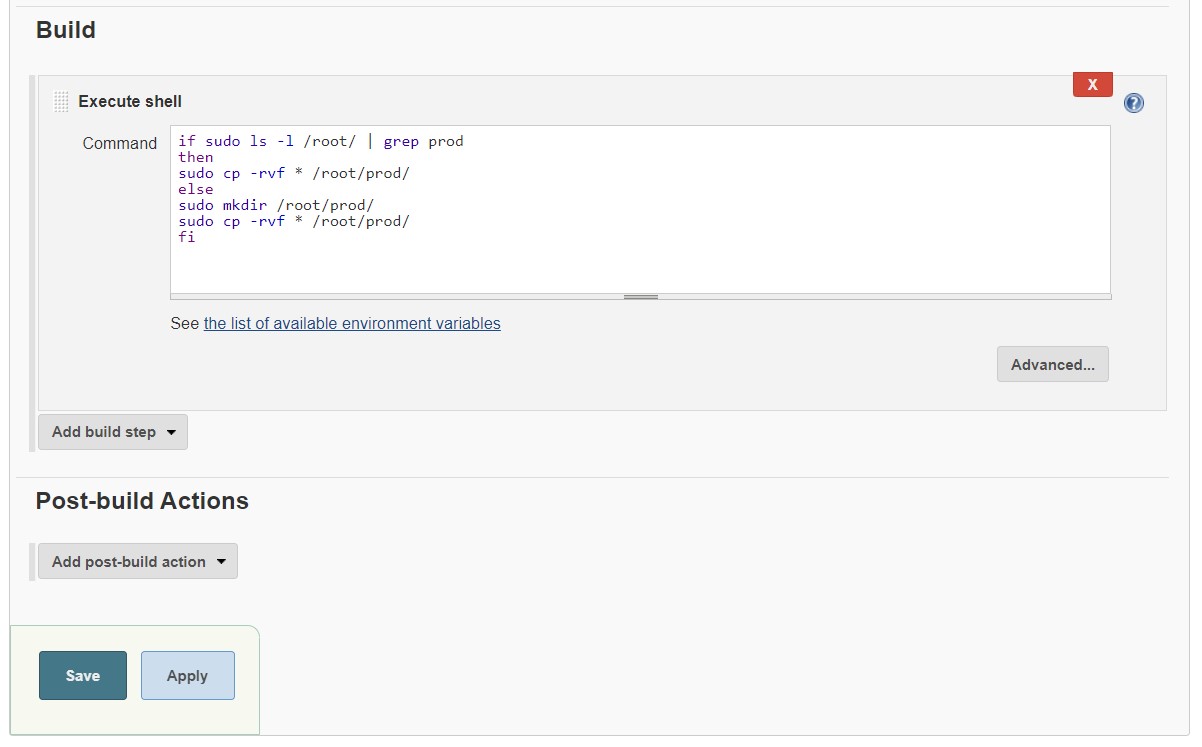 Build
X
Execute shell
?
Command
if sudo ls -l /root/ | grep prod
then
sudo cp -rvf * /root/prod/
else
sudo mkdir /root/prod/
sudo cp -rvf * /root/prod/
fi
See the list of available environment variables
Advanced...
Add build step
Post-build Actions
Add post-build action
Save Apply